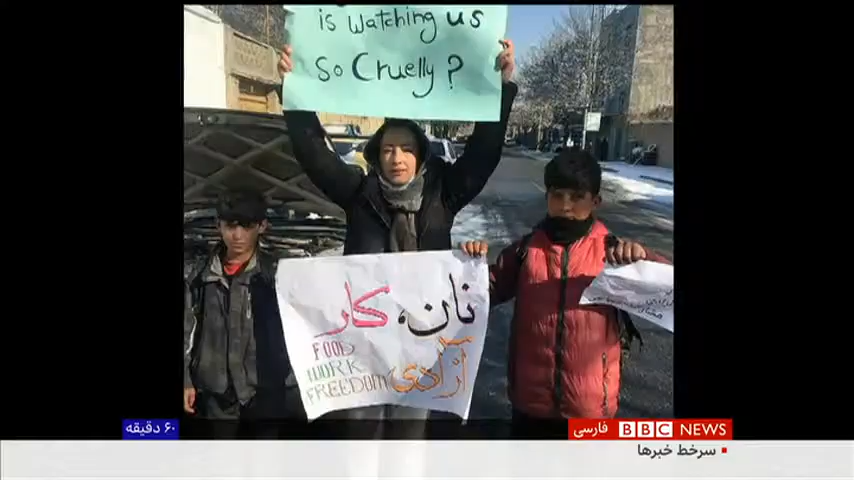 is Watching us
So Cruelly?
نان، کار
آزادی
FOOD
WORK
FREEDOM
۶۰ دقیقه
BBC NEWS فارسی
سرخط خبرها